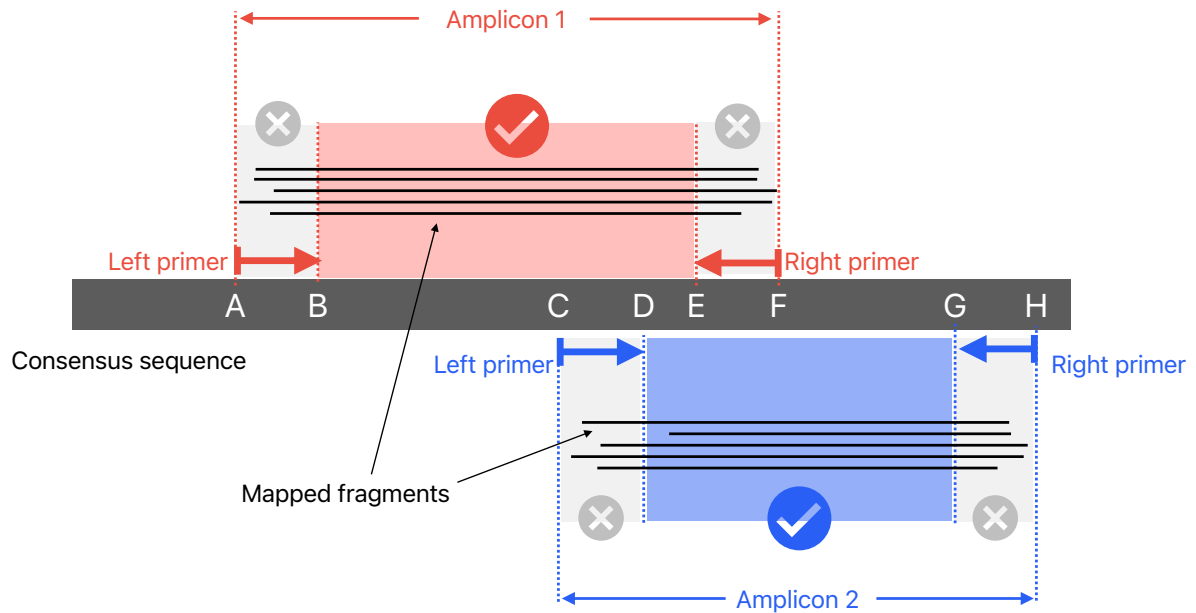 Amplicon 1
Left primer
Right primer
A B C D E F G H
Consensus sequence
Left primer
Right primer
Mapped fragments
Amplicon 2